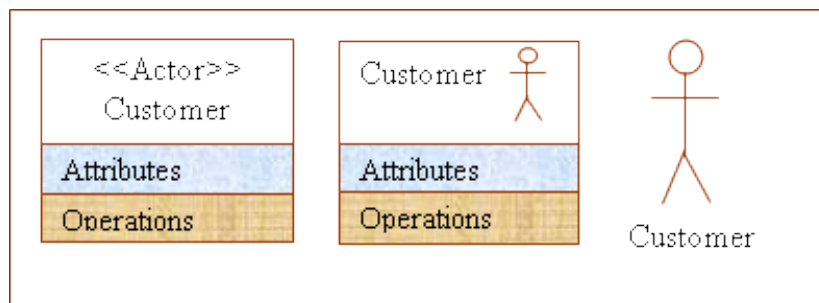 <<Actor>>
Customer
Attributes
Operations
Customer
Attributes
Operations
Customer